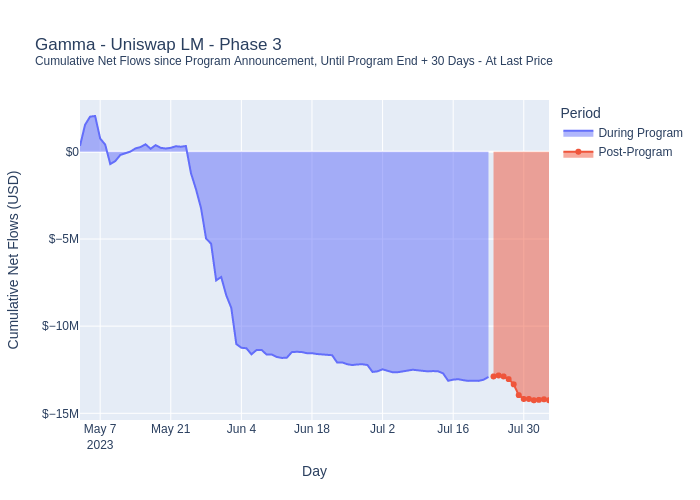 Gamma - Uniswap LM - Phase 3
Cumulative Net Flows since Program Announcement, Until Program End + 30 Days - At Last Price
Period
During Program
Post-Program
Cumulative Net Flows (USD)
$0
$−5M
$−10M
$−15M
May 7
2023
May 21
Jun 4
Jun 18
Jul 2
Jul 16
Jul 30
Day